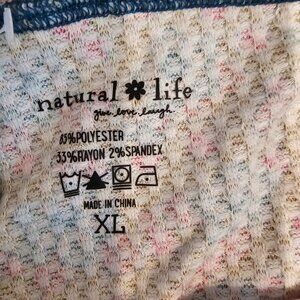 natural life
give. love. laugh.
65%POLYESTER
33%RAYON 2%SPANDEX
MADE IN CHINA
XL